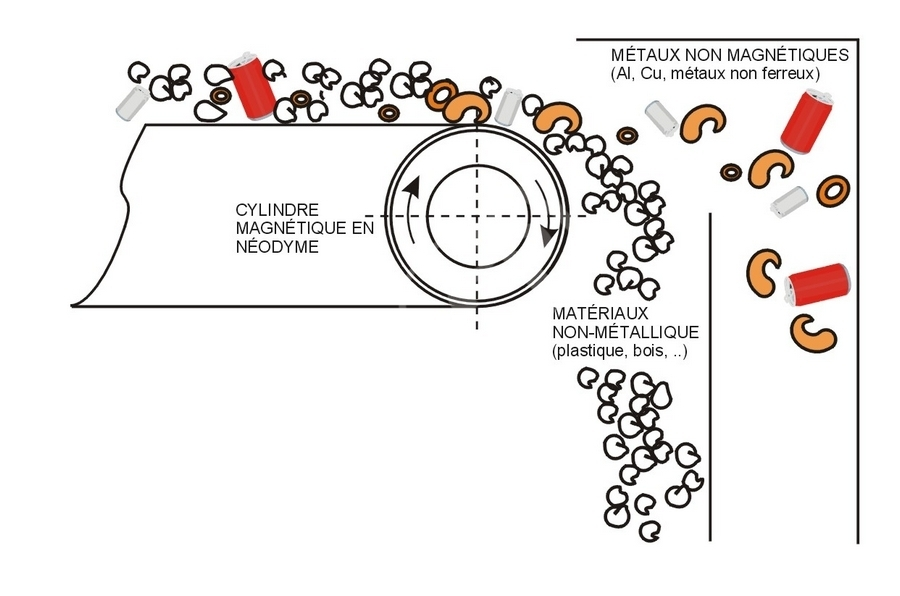 MÉTAUX NON MAGNÉTIQUES
(Al, Cu, métaux non ferreux)
CYLINDRE
MAGNÉTIQUE EN
NÉODYME
MATÉRIAUX
NON-MÉTALLIQUE
(plastique, bois, ..)